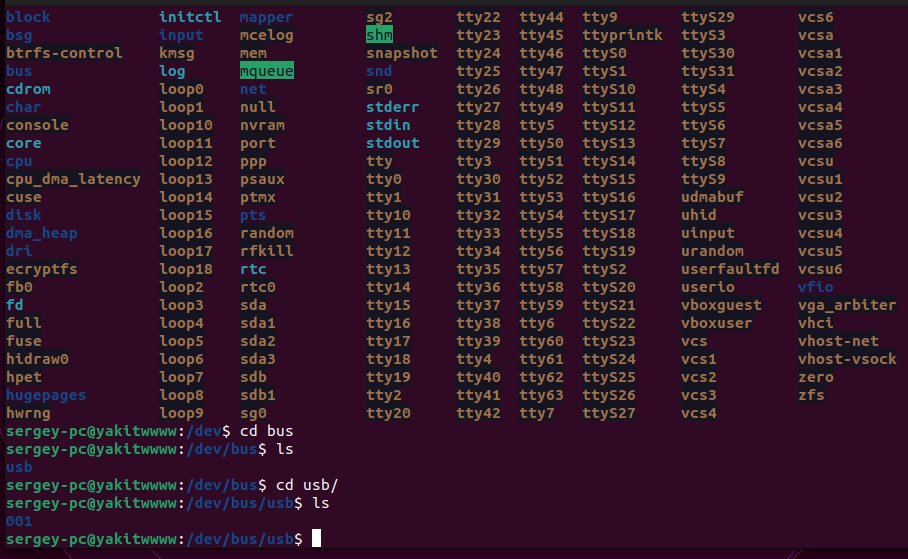 block initctl mapper sg2 tty22 tty44 tty9 ttyS29 vcs6
bsg input mcelog shm tty23 tty45 ttyprintk ttyS3 vcsa
btrfs-control kmsg mem snapshot tty24 tty46 ttyS0 ttyS30 vcsa1
bus log mqueue snd tty25 tty47 ttyS1 ttyS31 vcsa2
cdrom loop0 net sr0 tty26 tty48 ttyS10 ttyS4 vcsa3
char loop1 null stderr tty27 tty49 ttyS11 ttyS5 vcsa4
console loop10 nvram stdin tty28 tty5 ttyS12 ttyS6 vcsa5
core loop11 port stdout tty29 tty50 ttyS13 ttyS7 vcsa6
cpu loop12 ppp tty tty3 tty51 ttyS14 ttyS8 vcsu
cpu_dma_latency loop13 psaux tty0 tty30 tty52 ttyS15 ttyS9 vcsu1
cuse loop14 ptmx tty1 tty31 tty53 ttyS16 udmabuf vcsu2
disk loop15 pts tty10 tty32 tty54 ttyS17 uhid vcsu3
dma_heap loop16 random tty11 tty33 tty55 ttyS18 uinput vcsu4
dri loop17 rfkill tty12 tty34 tty56 ttyS19 urandom vcsu5
ecryptfs loop18 rtc tty13 tty35 tty57 ttyS2 userfaultfd vcsu6
fb0 loop2 rtc0 tty14 tty36 tty58 ttyS20 userio vfio
fd loop3 sda tty15 tty37 tty59 ttyS21 vboxguest vga_arbiter
full loop4 sda1 tty16 tty38 tty6 ttyS22 vboxuser vhci
fuse loop5 sda2 tty17 tty39 tty60 ttyS23 vcs vhost-net
hidraw0 loop6 sda3 tty18 tty4 tty61 ttyS24 vcs1 vhost-vsock
hpet loop7 sdb tty19 tty40 tty62 ttyS25 vcs2 zero
hugepages loop8 sdb1 tty2 tty41 tty63 ttyS26 vcs3 zfs
hwrng loop9 sg0 tty20 tty42 tty7 ttyS27 vcs4
sergey-pc@yakitwwww:/dev$ cd bus
sergey-pc@yakitwwww:/dev/bus$ ls
usb
sergey-pc@yakitwwww:/dev/bus$ cd usb/
sergey-pc@yakitwwww:/dev/bus/usb$ ls
001
sergey-pc@yakitwwww:/dev/bus/usb$